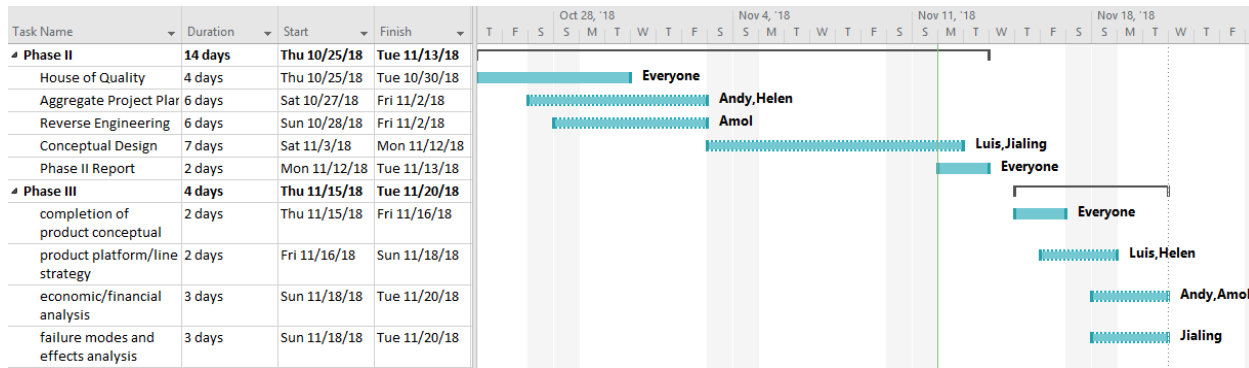 Oct 28, '18 Nov 4, '18 Nov 11, '18 Nov 18, '18
Task Name Duration Start Finish T F S S M T W T F S S M T W T F S S M T W T F S S M T W T F
Phase II 14 days Thu 10/25/18 Tue 11/13/18
House of Quality 4 days Thu 10/25/18 Tue 10/30/18 Everyone
Aggregate Project Plar 6 days Sat 10/27/18 Fri 11/2/18 Andy,Helen
Reverse Engineering 6 days Sun 10/28/18 Fri 11/2/18 Amol
Conceptual Design 7 days Sat 11/3/18 Mon 11/12/18 Luis,Jialing
Phase II Report 2 days Mon 11/12/18 Tue 11/13/18 Everyone
Phase III 4 days Thu 11/15/18 Tue 11/20/18
completion of 2 days Thu 11/15/18 Fri 11/16/18 Everyone
product conceptual
product platform/line 2 days Fri 11/16/18 Sun 11/18/18 Luis,Helen
strategy
economic/financial 3 days Sun 11/18/18 Tue 11/20/18 Andy,Amol
analysis
failure modes and 3 days Sun 11/18/18 Tue 11/20/18 Jialing
effects analysis